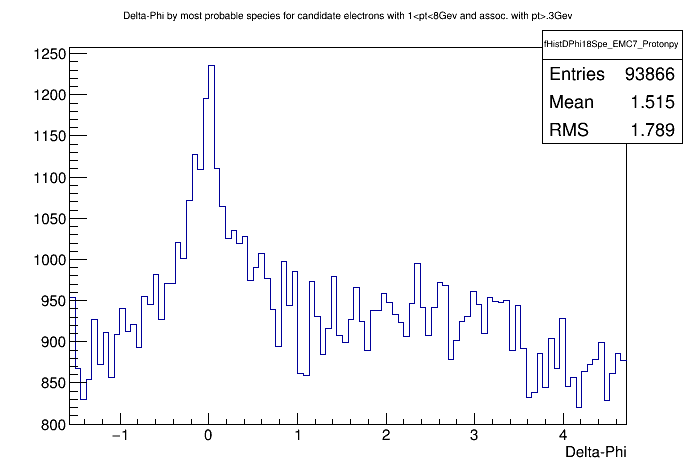 Delta-Phi by most probable species for candidate electrons with 1<pt<8Gev and assoc. with pt>.3Gev
fHistDPhi18Spe_EMC7_Protonpy
Entries 93866
Mean 1.515
RMS 1.789
1250
1200
1150
1100
1050
1000
950
900
850
800
−1 0 1 2 3 4
Delta-Phi